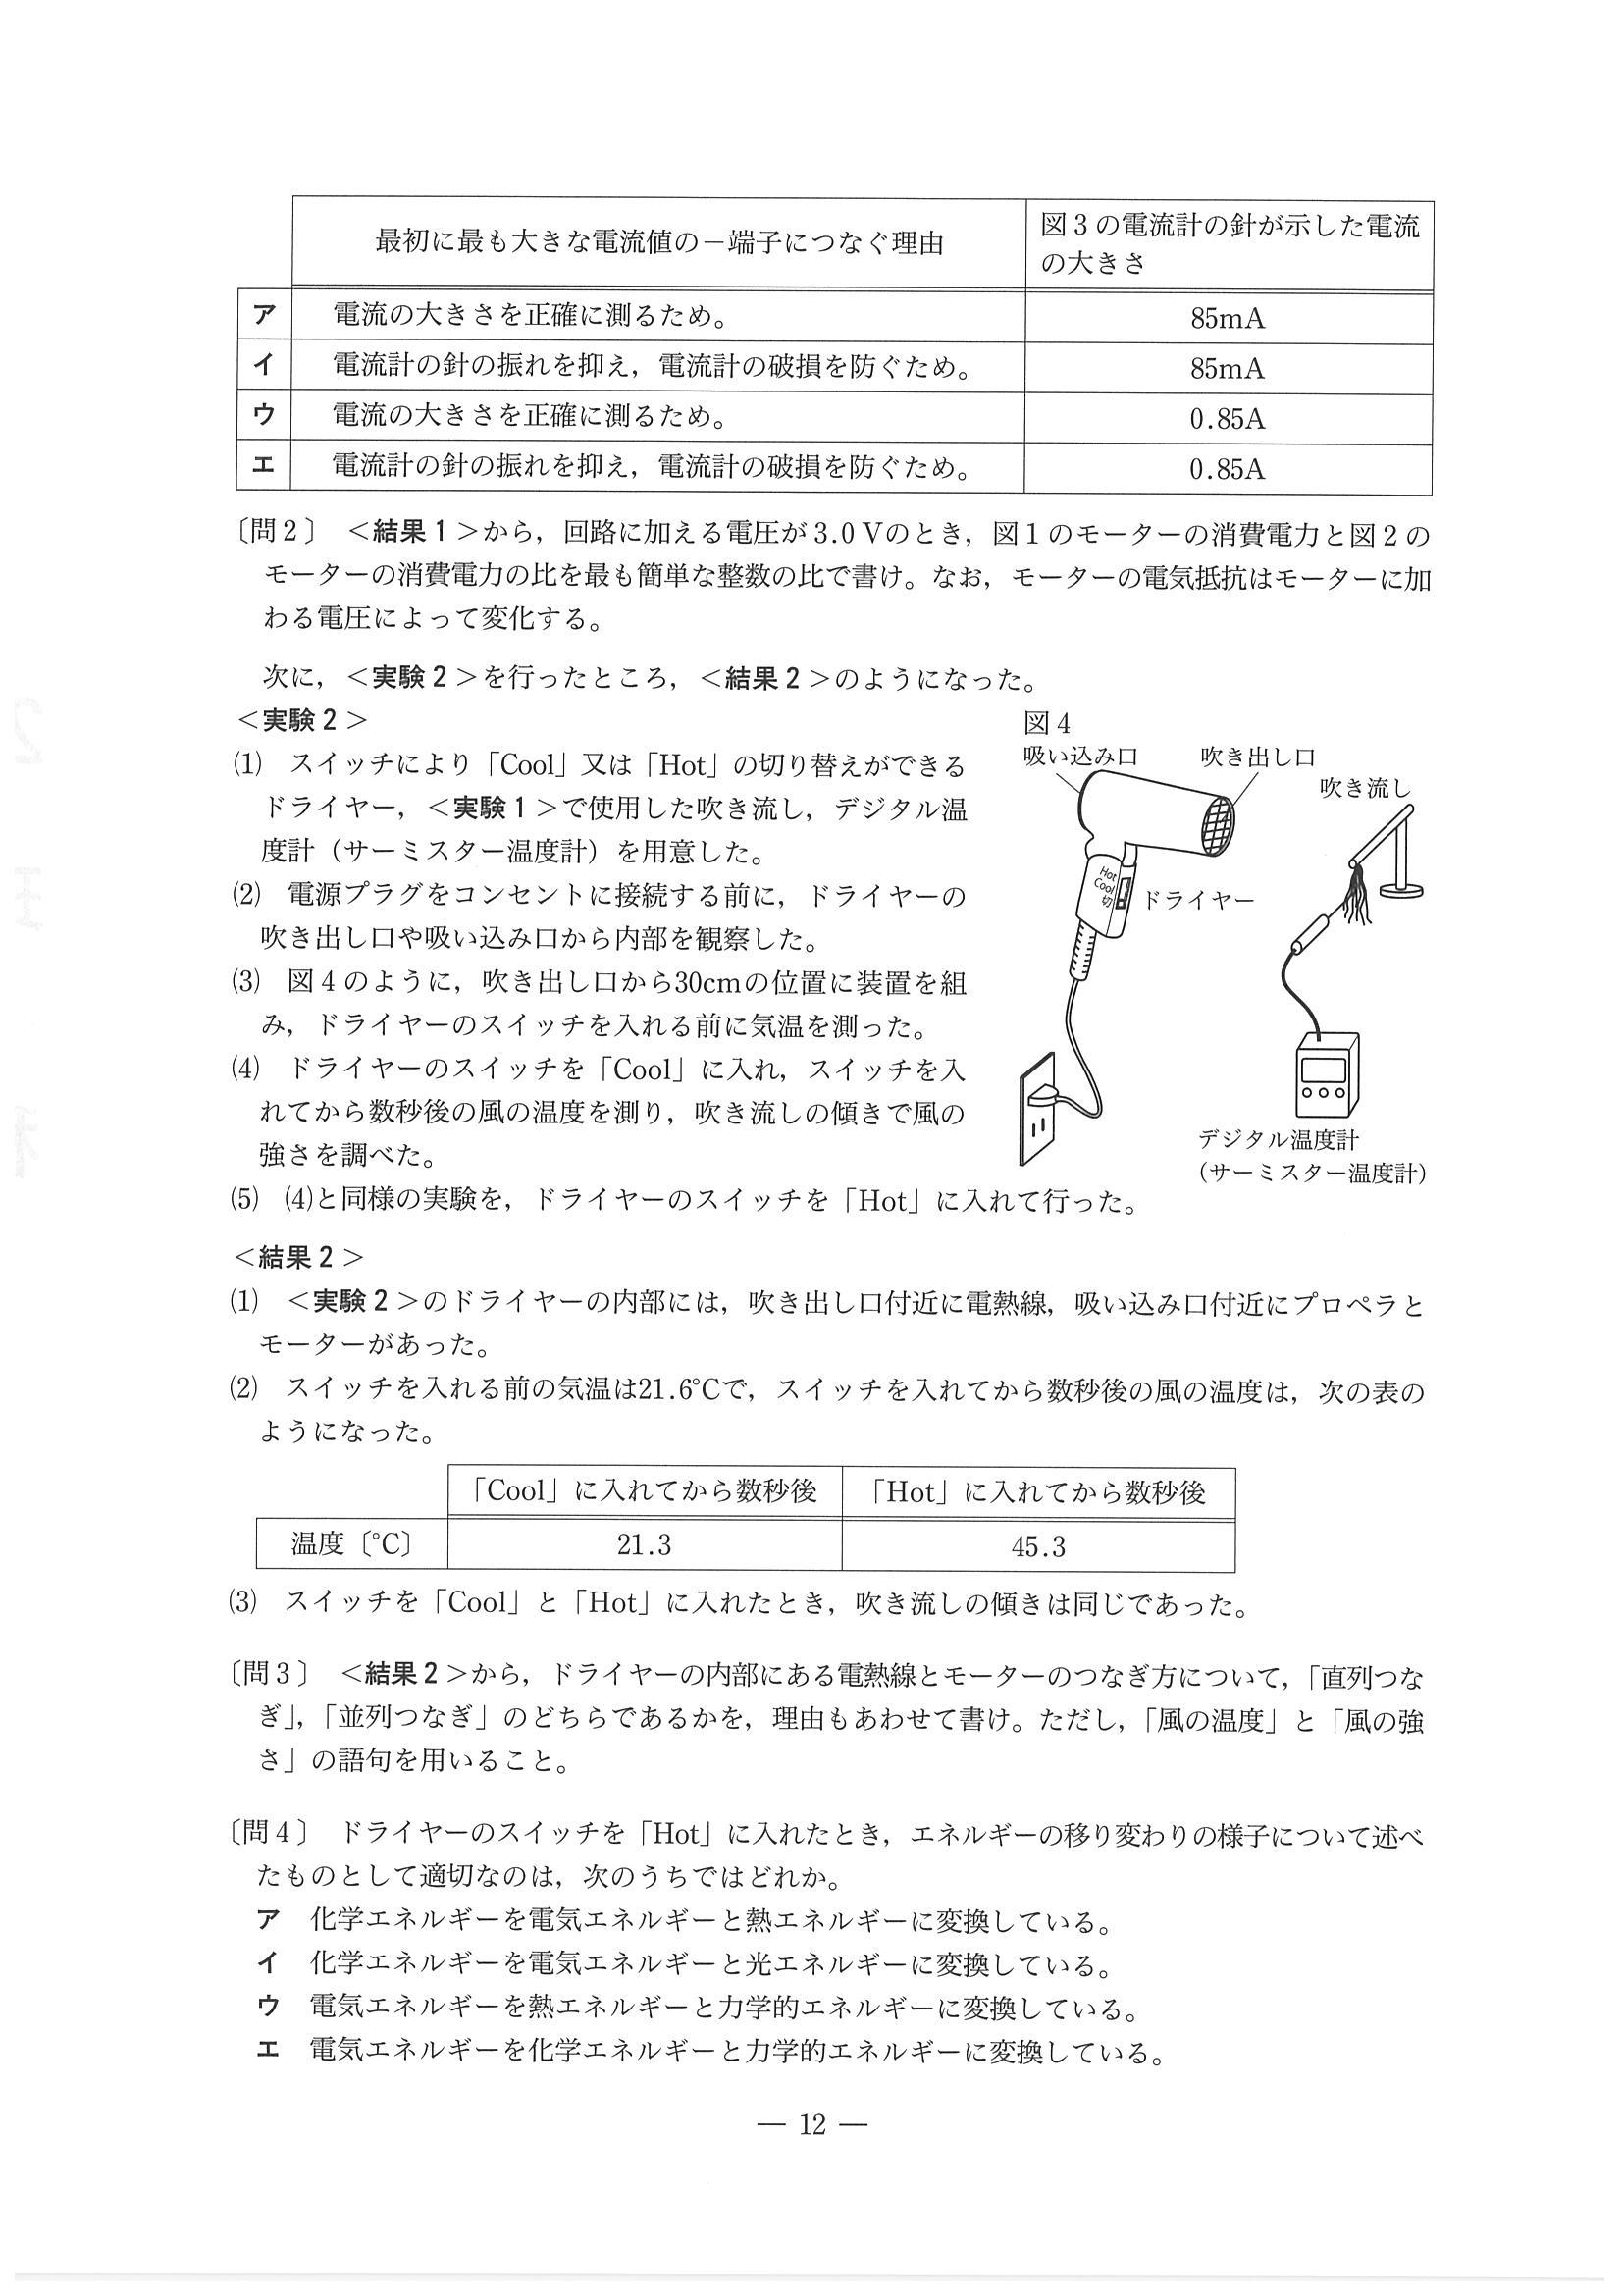 最初に最も大きな電流値の－端子につなぐ理由
図３の電流計の針が示した電流
の大きさ
ア 電流の大きさを正確に測るため。 85mA
イ 電流計の針の振れを抑え，電流計の破損を防ぐため。 85mA
ウ 電流の大きさを正確に測るため。 0.85A
エ 電流計の針の振れを抑え，電流計の破損を防ぐため。 0.85A
〔問２〕 ＜結果１＞から，回路に加える電圧が3.0Ｖのとき，図１のモーターの消費電力と図２の
モーターの消費電力の比を最も簡単な整数の比で書け。なお，モーターの電気抵抗はモーターに加
わる電圧によって変化する。
次に，＜実験２＞を行ったところ，＜結果２＞のようになった。
＜実験２＞
⑴ スイッチにより「Cool」又は「Hot」の切り替えができる
ドライヤー，＜実験１＞で使用した吹き流し，デジタル温
度計（サーミスター温度計）を用意した。
⑵ 電源プラグをコンセントに接続する前に，ドライヤーの
吹き出し口や吸い込み口から内部を観察した。
⑶ 図４のように，吹き出し口から30cmの位置に装置を組
み，ドライヤーのスイッチを入れる前に気温を測った。
⑷ ドライヤーのスイッチを「Cool」に入れ，スイッチを入
れてから数秒後の風の温度を測り，吹き流しの傾きで風の
強さを調べた。
⑸ ⑷と同様の実験を，ドライヤーのスイッチを「Hot」に入れて行った。
図４
吸い込み口
吹き出し口
吹き流し
Hot
Cool
切
ドライヤー
デジタル温度計
（サーミスター温度計）
＜結果２＞
⑴ ＜実験２＞のドライヤーの内部には，吹き出し口付近に電熱線，吸い込み口付近にプロペラと
モーターがあった。
⑵ スイッチを入れる前の気温は21.6℃で，スイッチを入れてから数秒後の風の温度は，次の表の
ようになった。
「Cool」に入れてから数秒後 「Hot」に入れてから数秒後
温度〔℃〕 21.3 45.3
⑶ スイッチを「Cool」と「Hot」に入れたとき，吹き流しの傾きは同じであった。
〔問３〕 ＜結果２＞から，ドライヤーの内部にある電熱線とモーターのつなぎ方について，「直列つな
ぎ」，「並列つなぎ」のどちらであるかを，理由もあわせて書け。ただし，「風の温度」と「風の強
さ」の語句を用いること。
〔問４〕 ドライヤーのスイッチを「Hot」に入れたとき，エネルギーの移り変わりの様子について述べ
たものとして適切なのは，次のうちではどれか。
ア 化学エネルギーを電気エネルギーと熱エネルギーに変換している。
イ 化学エネルギーを電気エネルギーと光エネルギーに変換している。
ウ 電気エネルギーを熱エネルギーと力学的エネルギーに変換している。
エ 電気エネルギーを化学エネルギーと力学的エネルギーに変換している。
― 12 ―